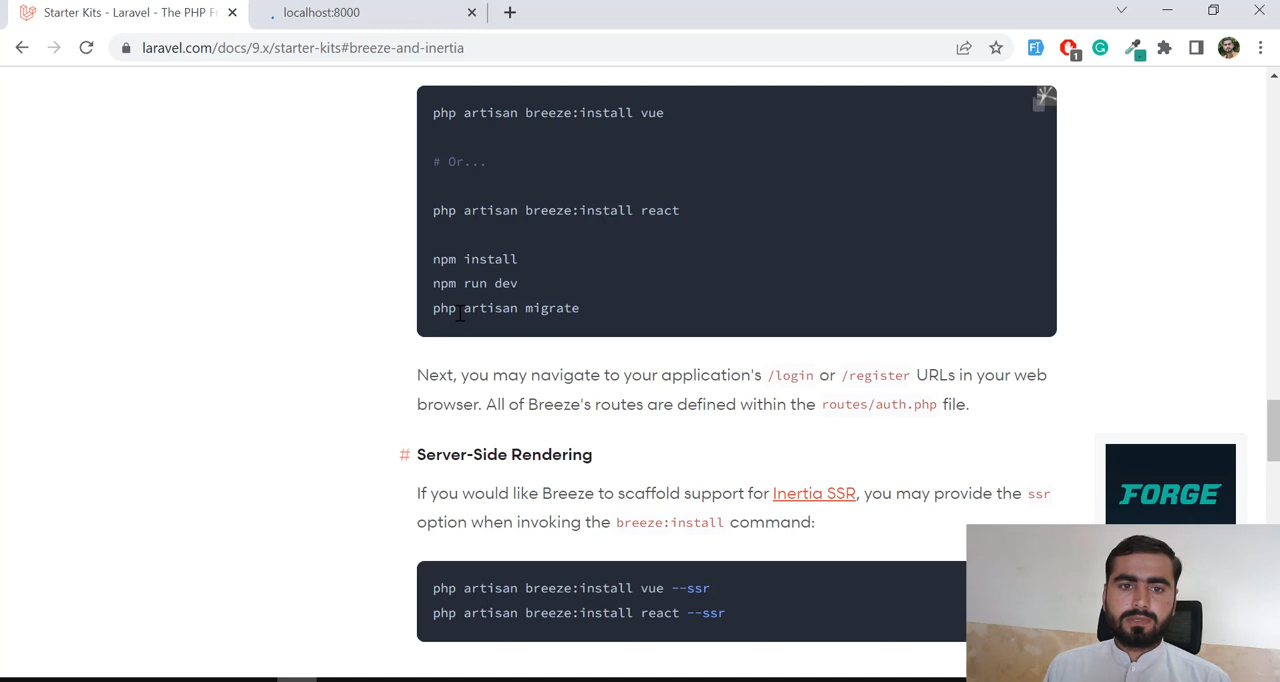 Starter Kits - Laravel - The PHP Fr
localhost:8000
laravel.com/docs/9.x/starter-kits#breeze-and-inertia
1
php artisan breeze:install vue
# Or...
php artisan breeze:install react
npm install
npm run dev
php artisan migrate
Next, you may navigate to your application's /login or /register URLs in your web
browser. All of Breeze's routes are defined within the routes/auth.php file.
# Server-Side Rendering
If you would like Breeze to scaffold support for Inertia SSR, you may provide the ssr
option when invoking the breeze:install command:
FORGE
php artisan breeze:install vue --ssr
php artisan breeze:install react --ssr